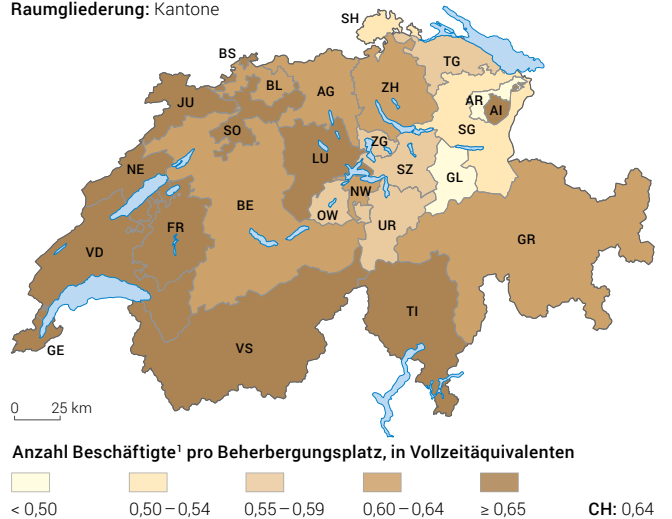 Raumgliederung: Kantone
SH
BS
TG
BL
ZH
AG
JU
AR
AI
SO
SG
ZG
LU
NE
SZ
GL
NW
BE
OW
FR
UR
GR
VD
TI
GE
VS
0 25 km
Anzahl Beschäftigte¹ pro Beherbergungsplatz, in Vollzeitäquivalenten
< 0,50 0,50 – 0,54 0,55 – 0,59 0,60 – 0,64 ≥ 0,65 CH: 0,64